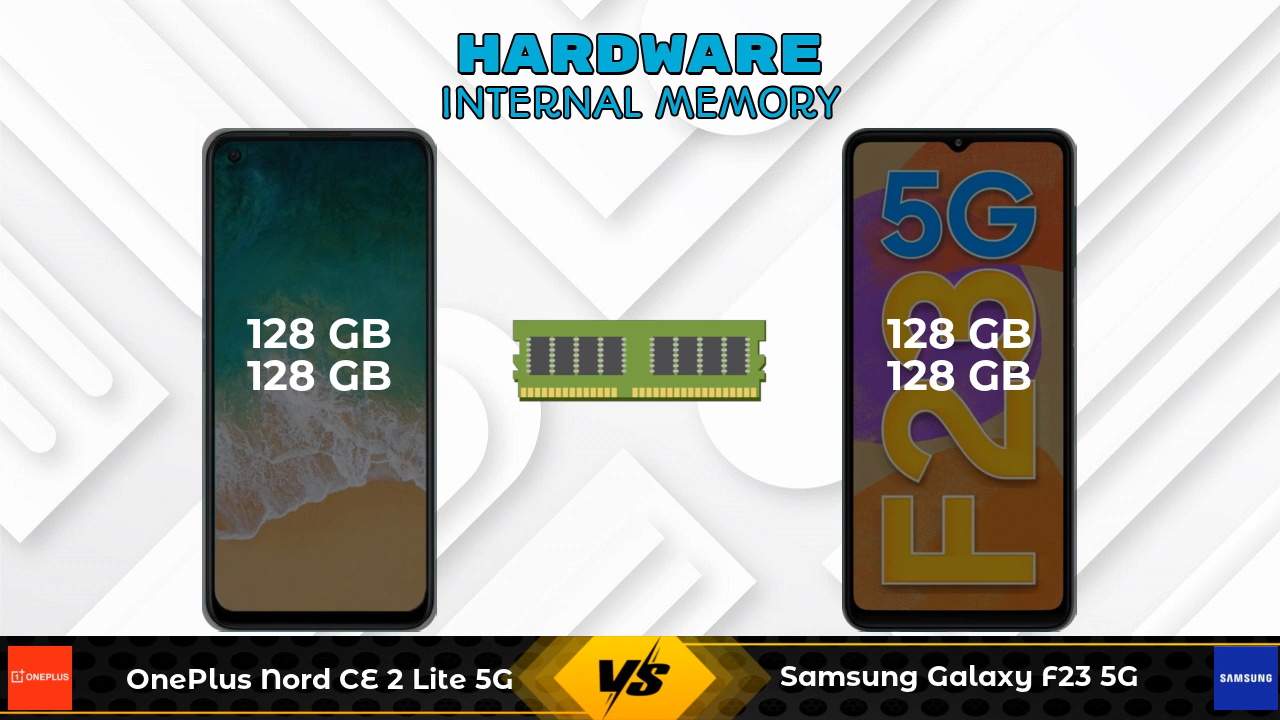 HARDWARE
INTERNAL MEMORY
128 GB
128 GB
5G
F23
128 GB
128 GB
ONEPLUS
OnePlus Nord CE 2 Lite 5G
VS
Samsung Galaxy F23 5G
SAMSUNG